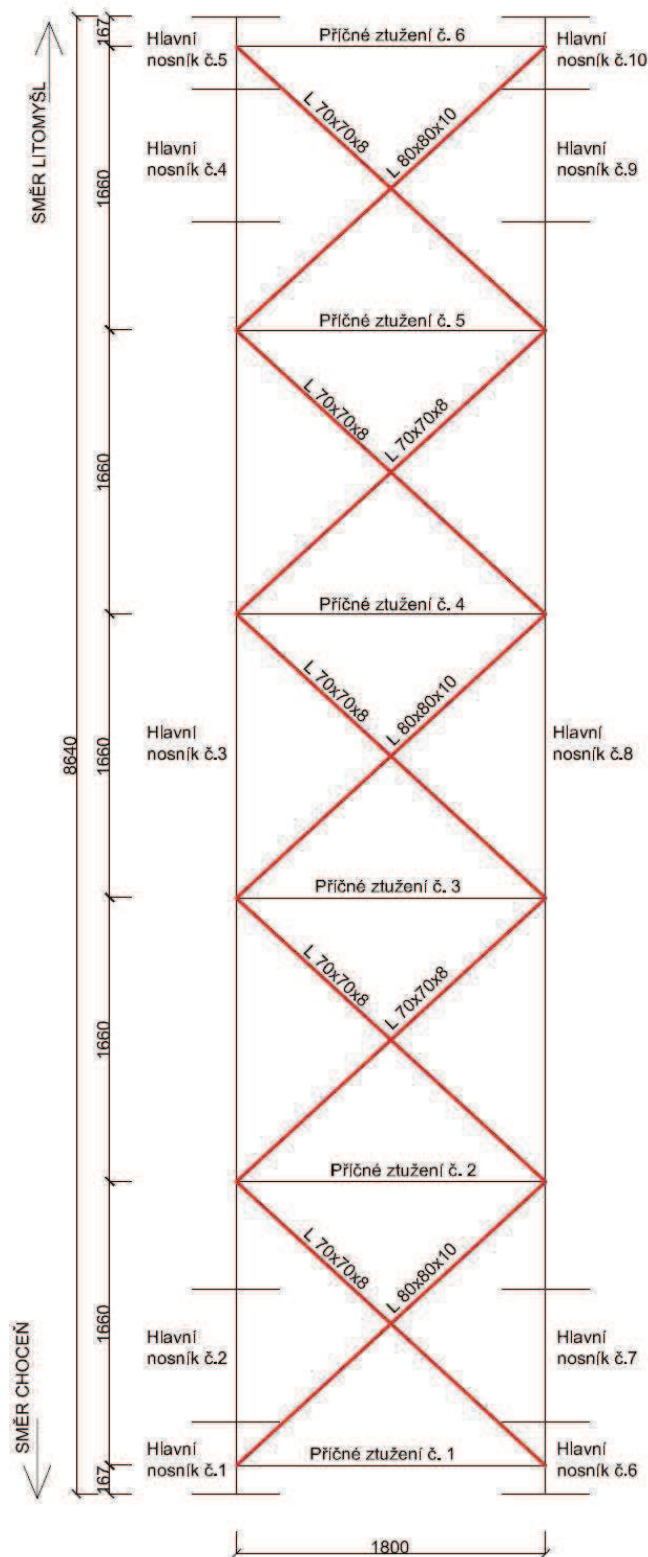 167
Hlavní
nosník č.5
Příčné ztužení č. 6
Hlavní
nosník č.10
SMĚR LITOMYŠL
1660
Hlavní
nosník č.4
L 70x70x8
L 80x80x10
Hlavní
nosník č.9
Příčné ztužení č. 5
1660
L 70x70x8
L 70x70x8
Příčné ztužení č. 4
8640
1660
Hlavní
nosník č.3
L 70x70x8
L 80x80x10
Hlavní
nosník č.8
Příčné ztužení č. 3
1660
L 70x70x8
L 70x70x8
Příčné ztužení č. 2
SMĚR CHOCEŇ
1660
Hlavní
nosník č.2
L 70x70x8
L 80x80x10
Hlavní
nosník č.7
167
Hlavní
nosník č.1
Příčné ztužení č. 1
Hlavní
nosník č.6
1800